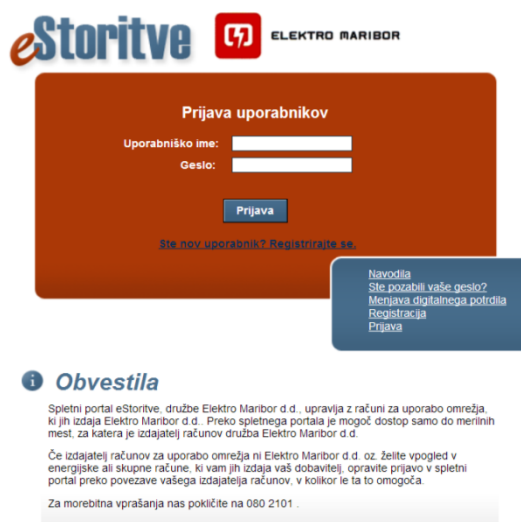 eStoritve
ELEKTRO MARIBOR
Prijava uporabnikov
Uporabniško ime:
Geslo:
Prijava
Ste nov uporabnik? Registrirajte se.
Navodila
Ste pozabili vaše geslo?
Menjava digitalnega potrdila
Registracija
Prijava
Obvestila
Spletni portal eStoritve, družbe Elektro Maribor d.d., upravlja z računi za uporabo omrežja,
ki jih izdaja Elektro Maribor d.d.. Preko spletnega portala je mogoč dostop samo do merilnih
mest, za katera je izdajatelj računov družba Elektro Maribor d.d.
Če izdajatelj računov za uporabo omrežja ni Elektro Maribor d.d. oz. želite vpogled v
energijske ali skupne račune, ki vam jih izdaja vaš dobavitelj, opravite prijavo v spletni
portal preko povezave vašega izdajatelja računov, v kolikor le ta to omogoča.
Za morebitna vprašanja nas pokličite na 080 2101 .